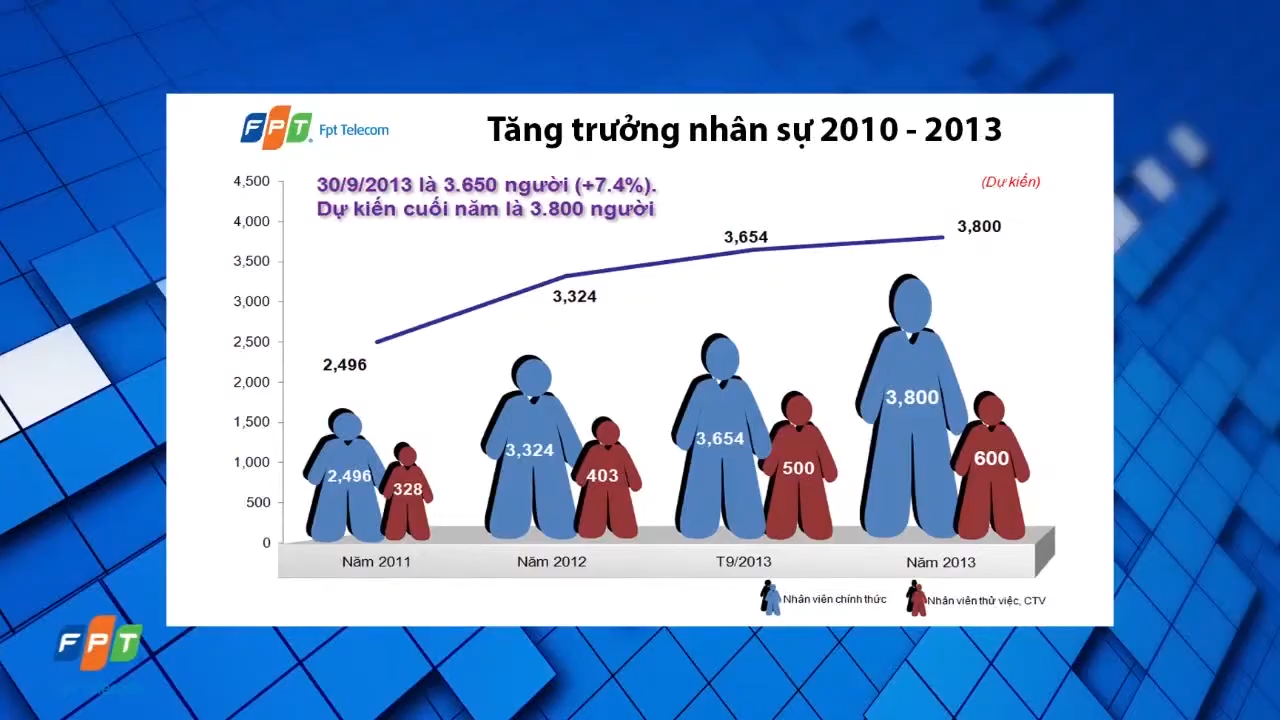 FPT Fpt Telecom
Tăng trưởng nhân sự 2010 - 2013
30/9/2013 là 3.650 người (+7.4%).
Dự kiến cuối năm là 3.800 người
(Dự kiến)
4,500
4,000
3,500
3,000
2,500
2,000
1,500
1,000
500
0
2,496
3,324
3,654
3,800
2,496
328
3,324
403
3,654
500
3,800
600
Năm 2011
Năm 2012
T9/2013
Năm 2013
Nhân viên chính thức
Nhân viên thử việc, CTV
FPT